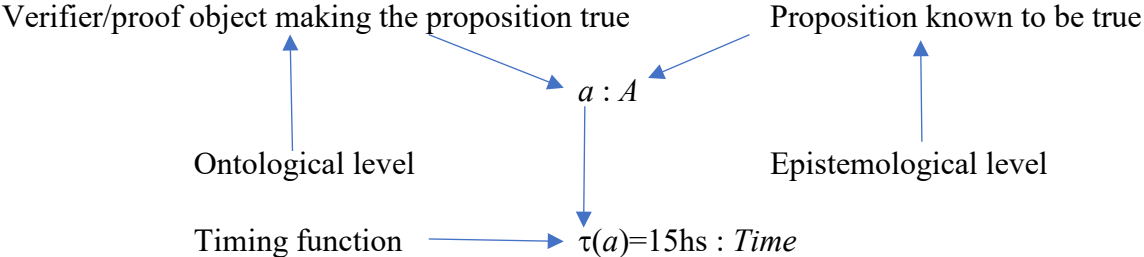 Verifier/proof object making the proposition true Proposition known to be true
a : A
Ontological level Epistemological level
Timing function τ(a)=15hs : Time